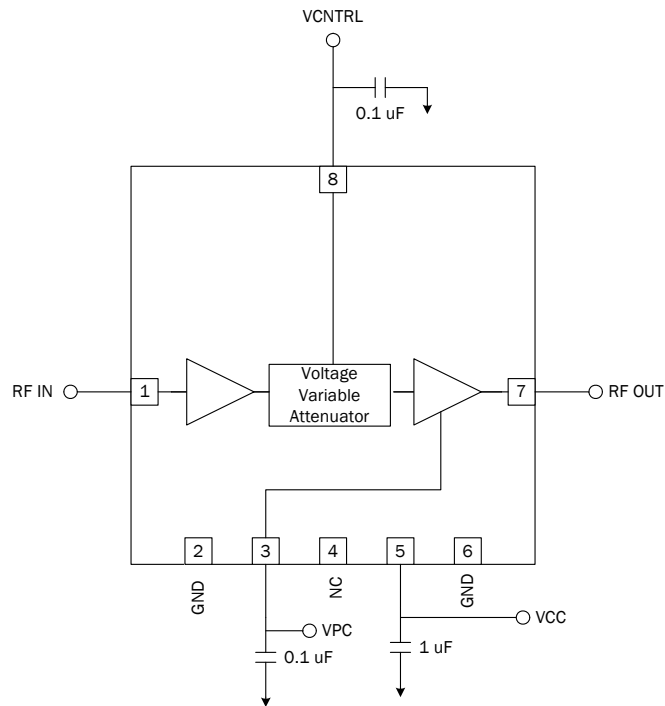 VCNTRL
0.1 uF
8
RF IN
1
Voltage
Variable
Attenuator
7
RF OUT
2
3
4
5
6
GND
NC
GND
VPC
VCC
0.1 uF
1 uF